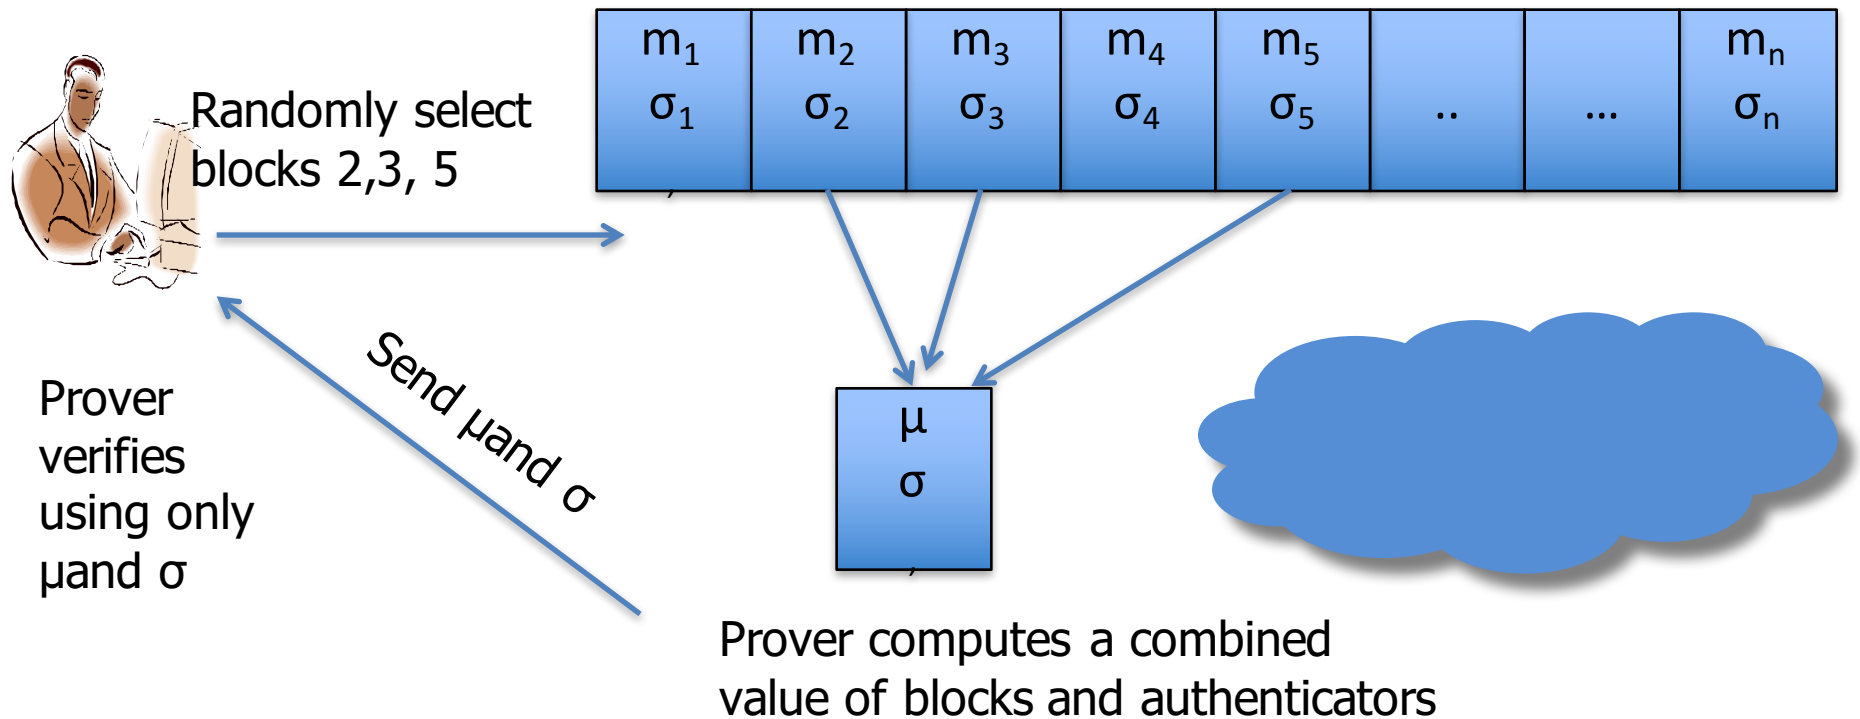 m1 m2 m3 m4 m5 mn
σ1 σ2 σ3 σ4 σ5 .. ... σn
,
Randomly select
blocks 2,3, 5
Send μand σ
μ
σ
,
Prover
verifies
using only
μand σ
Prover computes a combined
value of blocks and authenticators